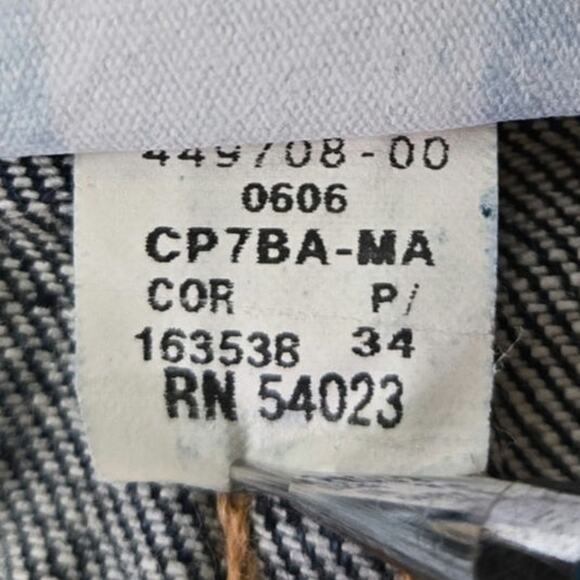 449708-00
0606
CP7BA-MA
COR P/
163538 34
RN 54023